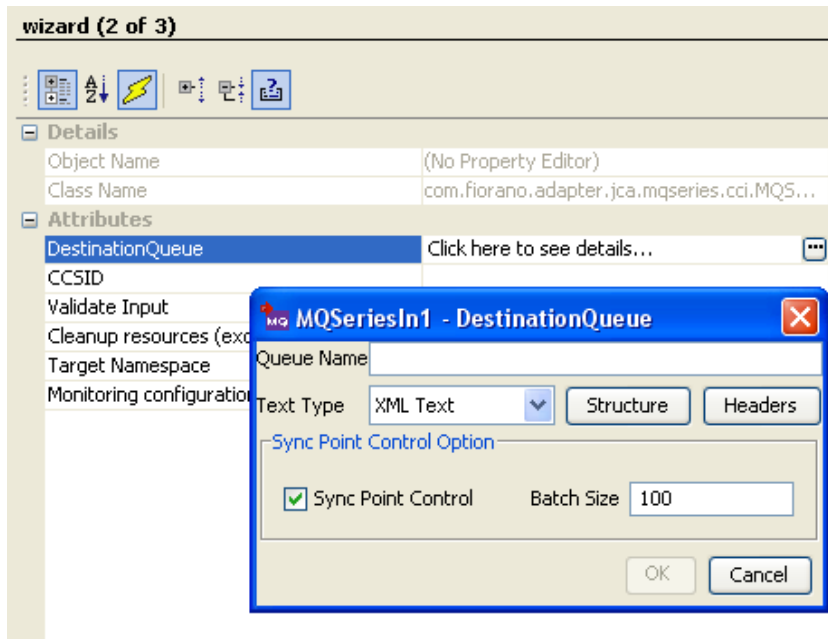 wizard (2 of 3)
Details
Object Name (No Property Editor)
Class Name com.fiorano.adapter.jca.mqseries.cci.MQS...
Attributes
DestinationQueue Click here to see details...
CCSID
Validate Input
Cleanup resources (exc
Target Namespace
Monitoring configuration
MQ MQSeriesIn1 - DestinationQueue
Queue Name
Text Type XML Text Structure Headers
Sync Point Control Option
Sync Point Control Batch Size 100
OK Cancel